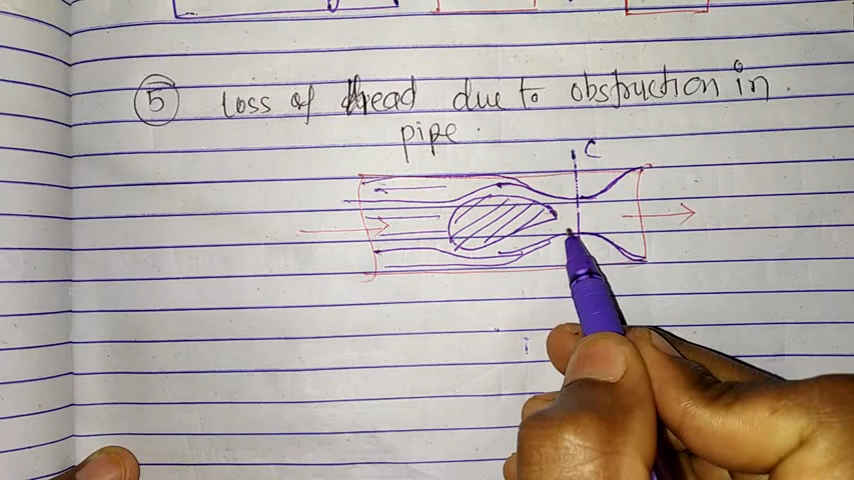 5 Loss of head due to obstruction in.
pipe.
C